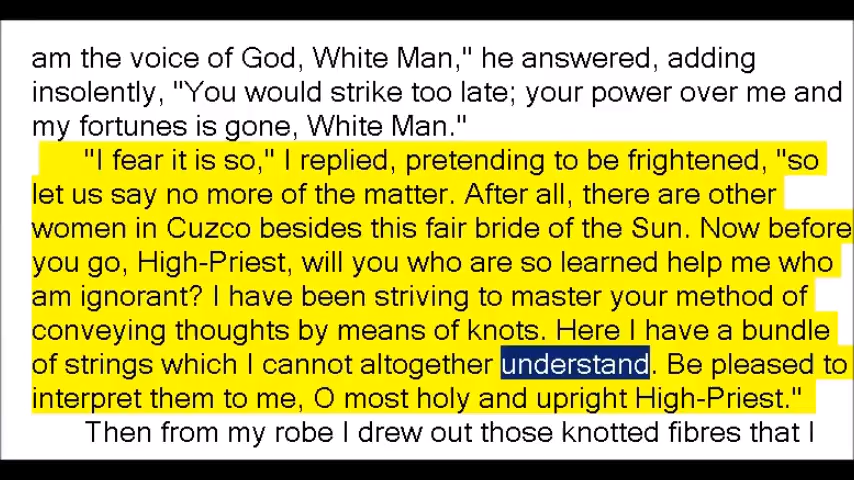 am the voice of God, White Man," he answered, adding
insolently, "You would strike too late; your power over me and
my fortunes is gone, White Man."
"I fear it is so," I replied, pretending to be frightened, "so
let us say no more of the matter. After all, there are other
women in Cuzco besides this fair bride of the Sun. Now before
you go, High-Priest, will you who are so learned help me who
am ignorant? I have been striving to master your method of
conveying thoughts by means of knots. Here I have a bundle
of strings which I cannot altogether understand. Be pleased to
interpret them to me, O most holy and upright High-Priest."
Then from my robe I drew out those knotted fibres that I